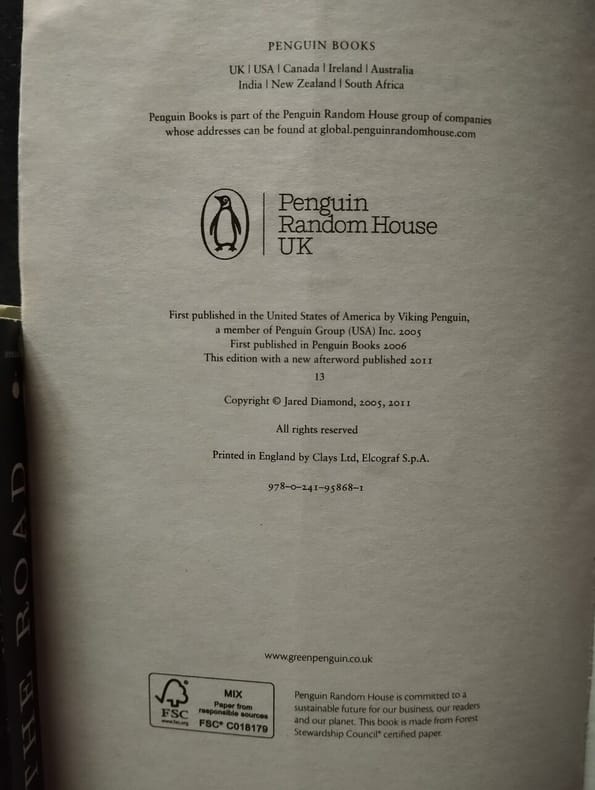 PENGUIN BOOKS
UK | USA | Canada | Ireland | Australia
India | New Zealand | South Africa
Penguin Books is part of the Penguin Random House group of companies
whose addresses can be found at global.penguinrandomhouse.com
Penguin
Random House
UK
First published in the United States of America by Viking Penguin,
a member of Penguin Group (USA) Inc. 2005
First published in Penguin Books 2006
This edition with a new afterword published 2011
13
Copyright © Jared Diamond, 2005, 2011
All rights reserved
Printed in England by Clays Ltd, Elcograf S.p.A.
978-0-241-95868-1
www.greenpenguin.co.uk
FSC
www.fsc.org
MIX
Paper from
responsible sources
FSC® C018179
Penguin Random House is committed to a
sustainable future for our business, our readers
and our planet. This book is made from Forest
Stewardship Council® certified paper.
THE ROAD